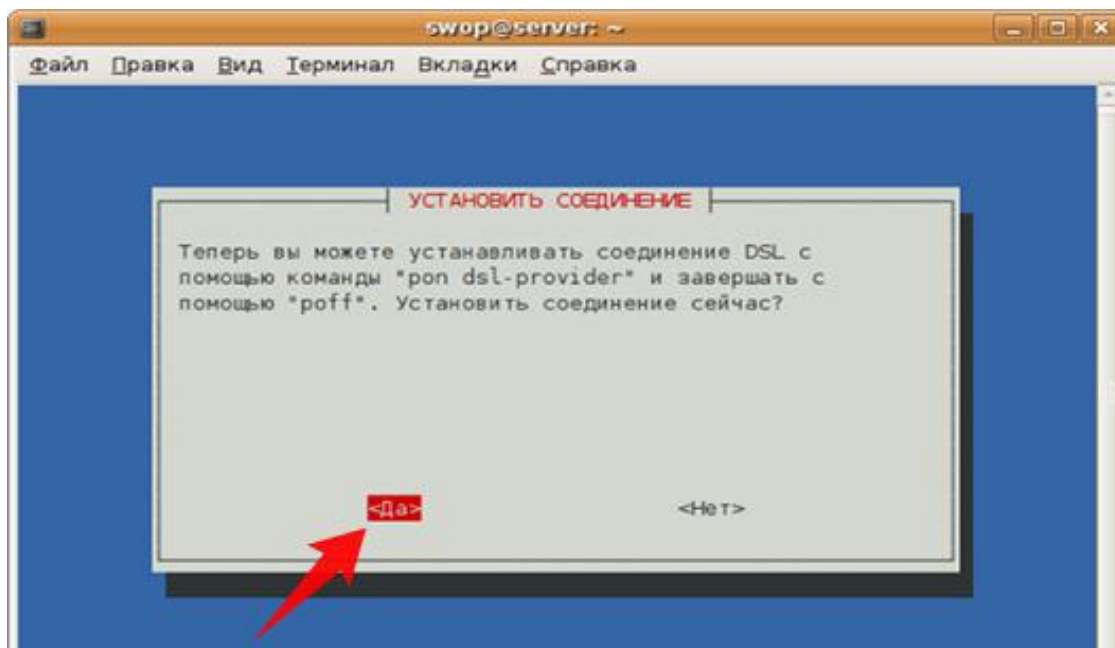 swop@server: ~
Файл Правка Вид Терминал Вкладки Справка
УСТАНОВИТЬ СОЕДИНЕНИЕ
Теперь вы можете устанавливать соединение DSL с
помощью команды "pon dsl-provider" и завершать с
помощью "poff". Установить соединение сейчас?
<Да> <Нет>